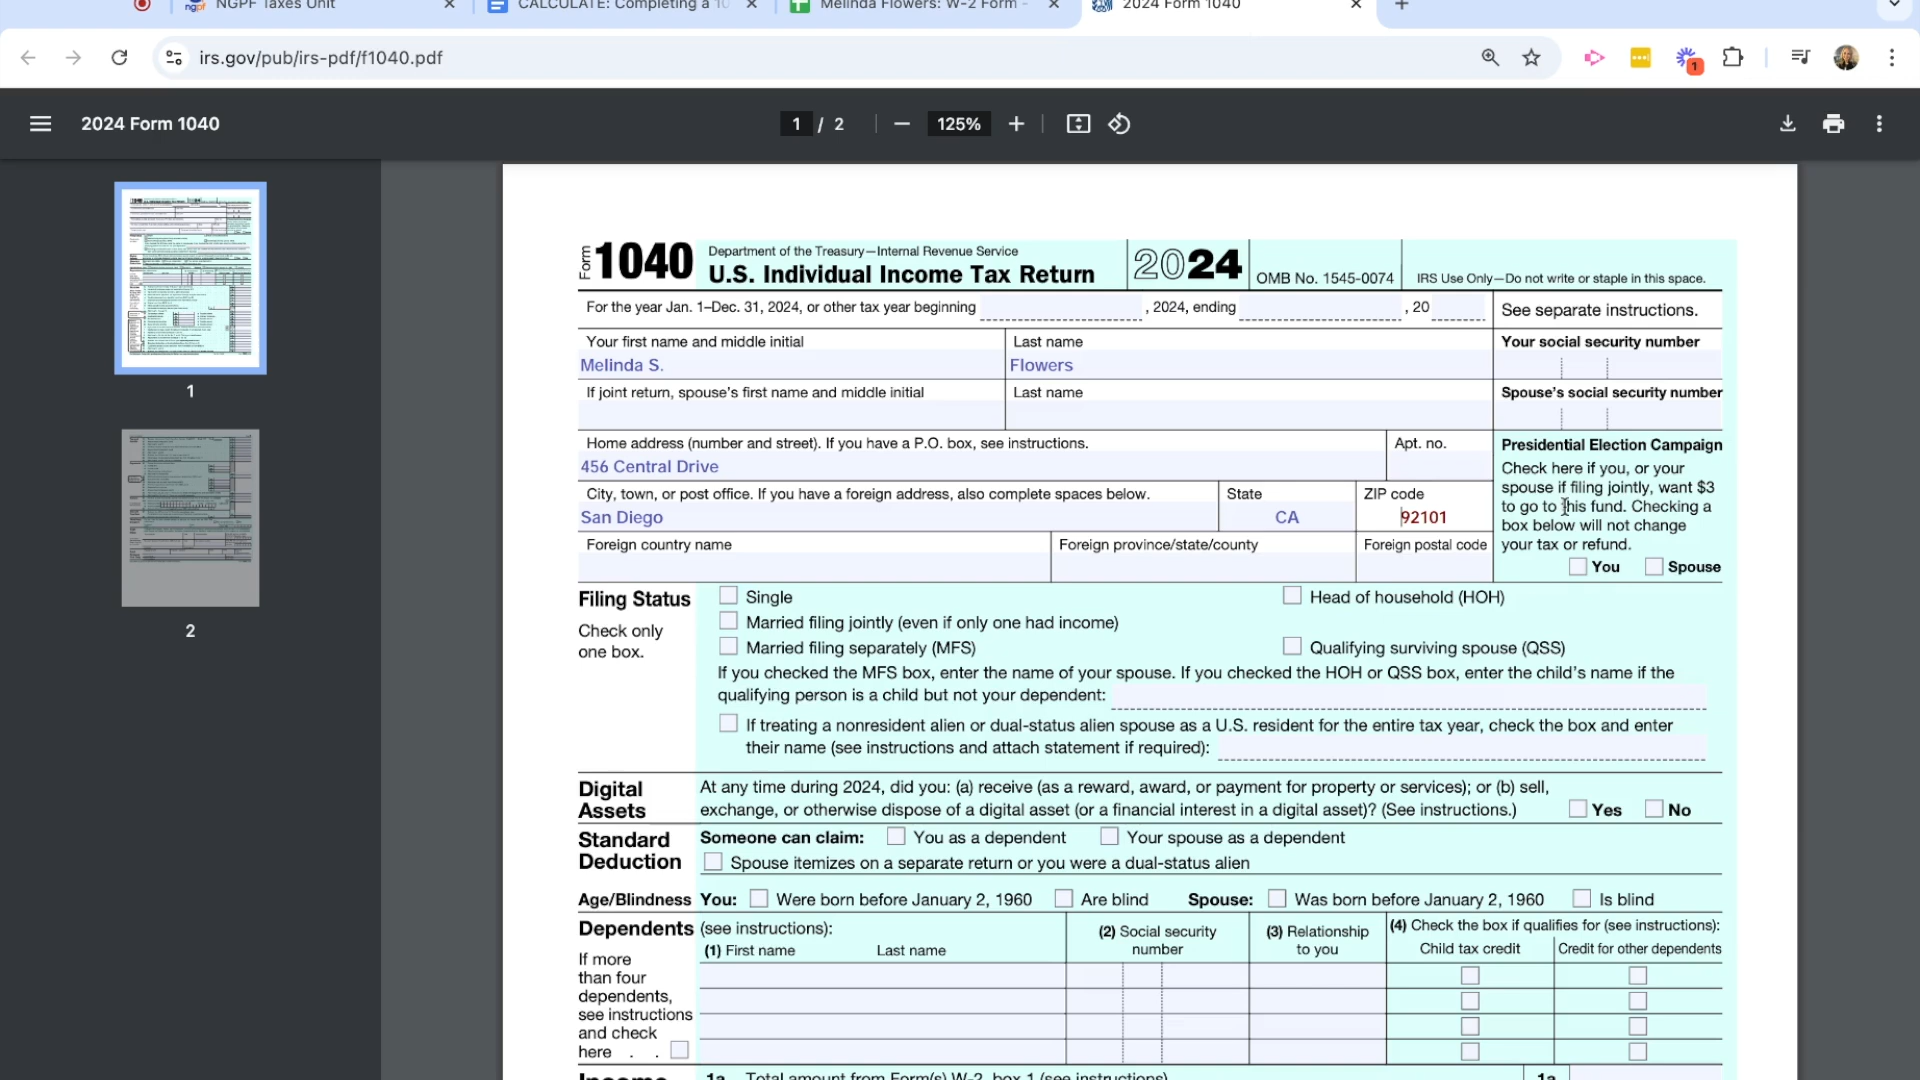 NGPF Taxes Unit
CALCULATE: Completing a 10
Melinda Flowers: W-2 Form -
2024 Form 1040
irs.gov/pub/irs-pdf/f1040.pdf
1
2024 Form 1040
1 / 2
125%
1
2
Form 1040
Department of the Treasury—Internal Revenue Service
U.S. Individual Income Tax Return
2024
OMB No. 1545-0074
IRS Use Only—Do not write or staple in this space.
For the year Jan. 1–Dec. 31, 2024, or other tax year beginning , 2024, ending , 20
See separate instructions.
Your first name and middle initial
Last name
Your social security number
Melinda S.
Flowers
If joint return, spouse's first name and middle initial
Last name
Spouse's social security number
Home address (number and street). If you have a P.O. box, see instructions.
Apt. no.
456 Central Drive
City, town, or post office. If you have a foreign address, also complete spaces below.
State
ZIP code
San Diego
CA
92101
Foreign country name
Foreign province/state/county
Foreign postal code
Presidential Election Campaign
Check here if you, or your
spouse if filing jointly, want $3
to go to this fund. Checking a
box below will not change
your tax or refund.
You Spouse
Filing Status
Check only
one box.
Single
Head of household (HOH)
Married filing jointly (even if only one had income)
Married filing separately (MFS)
Qualifying surviving spouse (QSS)
If you checked the MFS box, enter the name of your spouse. If you checked the HOH or QSS box, enter the child's name if the
qualifying person is a child but not your dependent:
If treating a nonresident alien or dual-status alien spouse as a U.S. resident for the entire tax year, check the box and enter
their name (see instructions and attach statement if required):
Digital
Assets
At any time during 2024, did you: (a) receive (as a reward, award, or payment for property or services); or (b) sell,
exchange, or otherwise dispose of a digital asset (or a financial interest in a digital asset)? (See instructions.)
Yes No
Standard
Deduction
Someone can claim: You as a dependent Your spouse as a dependent
Spouse itemizes on a separate return or you were a dual-status alien
Age/Blindness You: Were born before January 2, 1960 Are blind Spouse: Was born before January 2, 1960 Is blind
Dependents (see instructions):
(1) First name Last name
(2) Social security
number
(3) Relationship
to you
(4) Check the box if qualifies for (see instructions):
Child tax credit
Credit for other dependents
If more
than four
dependents,
see instructions
and check
here . .
Income
1a Total amount from Form(s) W-2, box 1 (see instructions)
1a